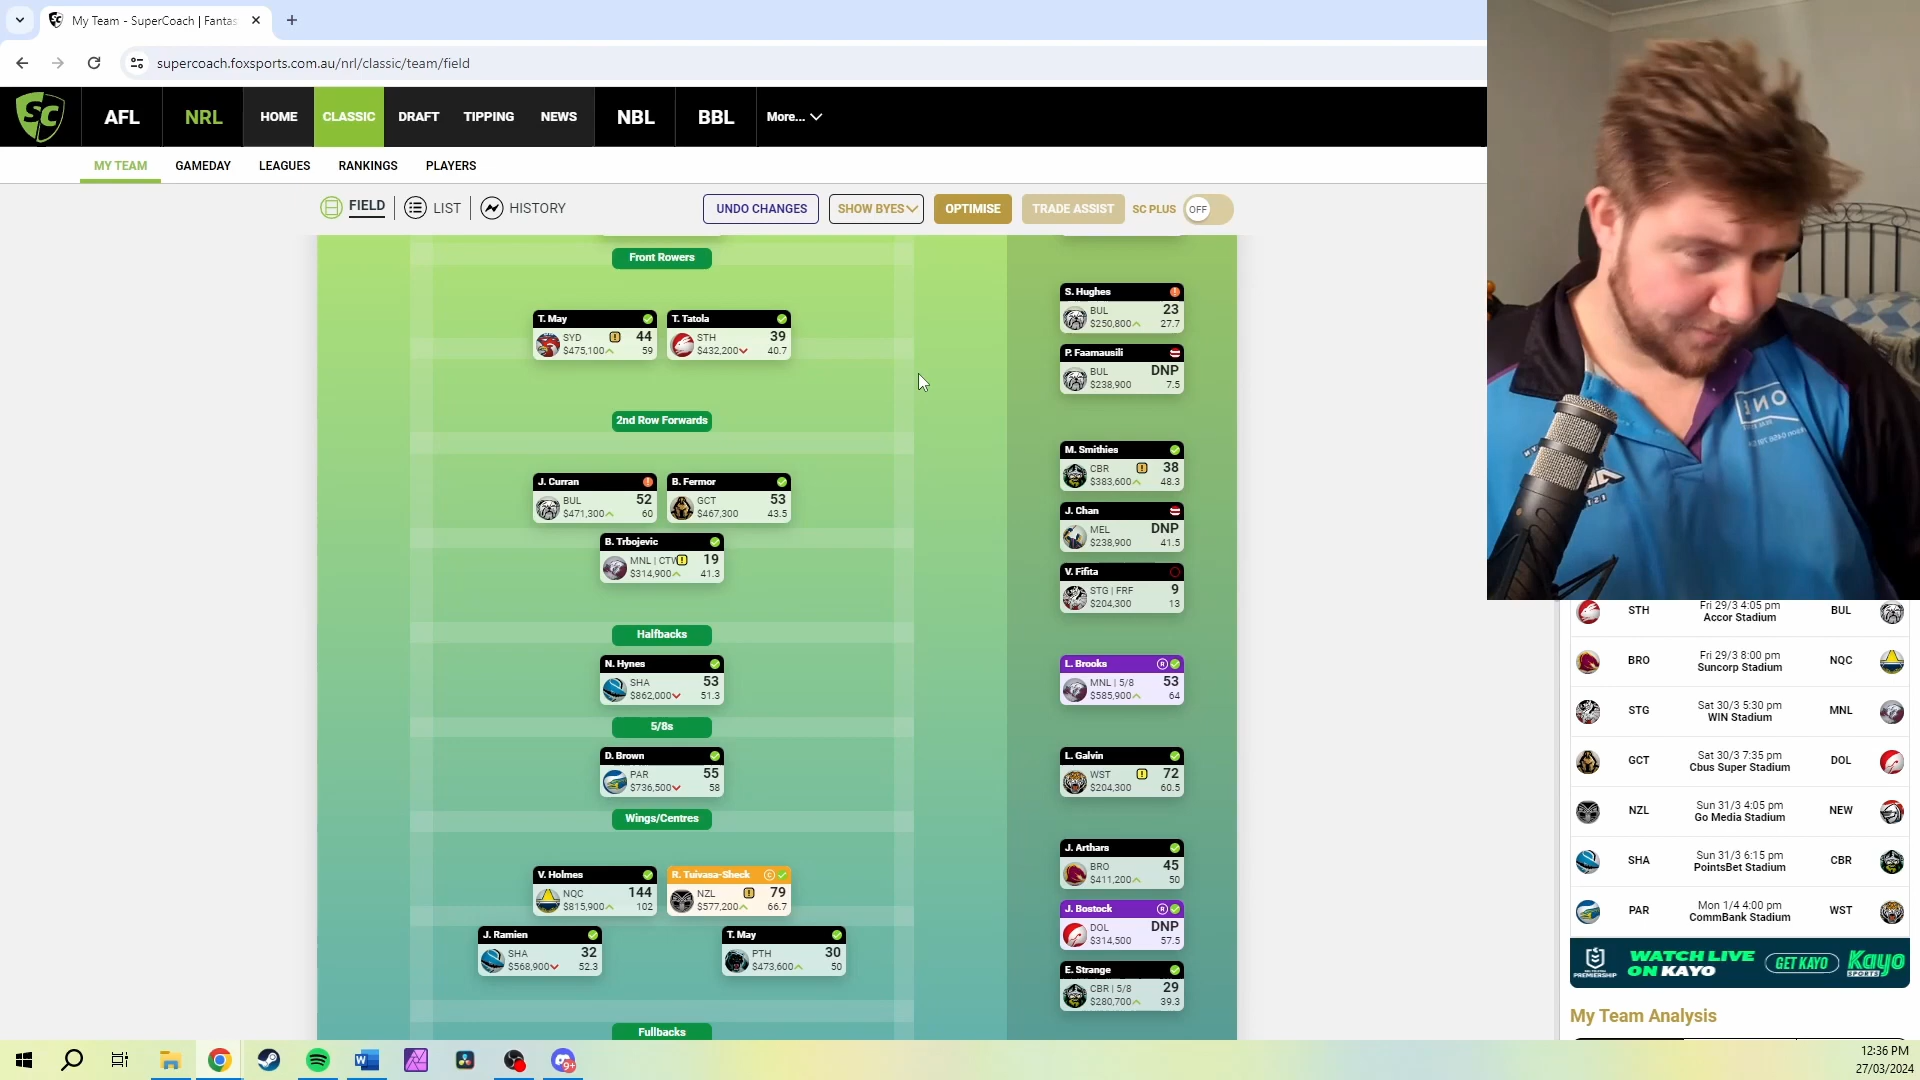 My Team - SuperCoach | Fantas
supercoach.foxsports.com.au/nrl/classic/team/field
SC
AFL
NRL
HOME
CLASSIC
DRAFT
TIPPING
NEWS
NBL
BBL
More...
MY TEAM
GAMEDAY
LEAGUES
RANKINGS
PLAYERS
FIELD
LIST
HISTORY
UNDO CHANGES
SHOW BYES
OPTIMISE
TRADE ASSIST
SC PLUS
OFF
Front Rowers
T. May
SYD 44
$475,100 59
T. Tatola
STH 39
$432,200 40.7
S. Hughes
BUL 23
$250,800 27.7
P. Faamausili
BUL DNP
$238,900 7.5
2nd Row Forwards
J. Curran
BUL 52
$471,300 60
B. Fermor
GCT 53
$467,300 43.5
B. Trbojevic
MNL | CTW 19
$314,900 41.3
M. Smithies
CBR 38
$383,600 48.3
J. Chan
MEL DNP
$238,900 41.5
V. Fifita
STG | FRF 9
$204,300 13
Halfbacks
N. Hynes
SHA 53
$862,000 51.3
L. Brooks R
MNL | 5/8 53
$585,900 64
5/8s
D. Brown
PAR 55
$736,500 58
L. Galvin
WST 72
$204,300 60.5
Wings/Centres
V. Holmes
NQC 144
$815,900 102
R. Tuivasa-Sheck C
NZL 79
$577,200 66.7
J. Ramien
SHA 32
$568,900 52.3
T. May
PTH 30
$473,600 50
J. Arthars
BRO 45
$411,200 50
J. Bostock R
DOL DNP
$314,500 57.5
E. Strange
CBR | 5/8 29
$280,700 39.3
Fullbacks
ONE
STH Fri 29/3 4:05 pm BUL
Accor Stadium
BRO Fri 29/3 8:00 pm NQC
Suncorp Stadium
STG Sat 30/3 5:30 pm MNL
WIN Stadium
GCT Sat 30/3 7:35 pm DOL
Cbus Super Stadium
NZL Sun 31/3 4:05 pm NEW
Go Media Stadium
SHA Sun 31/3 6:15 pm CBR
PointsBet Stadium
PAR Mon 1/4 4:00 pm WST
CommBank Stadium
WATCH LIVE
ON KAYO
GET KAYO
Kayo
SPORTS
My Team Analysis
9+
12:36 PM
27/03/2024